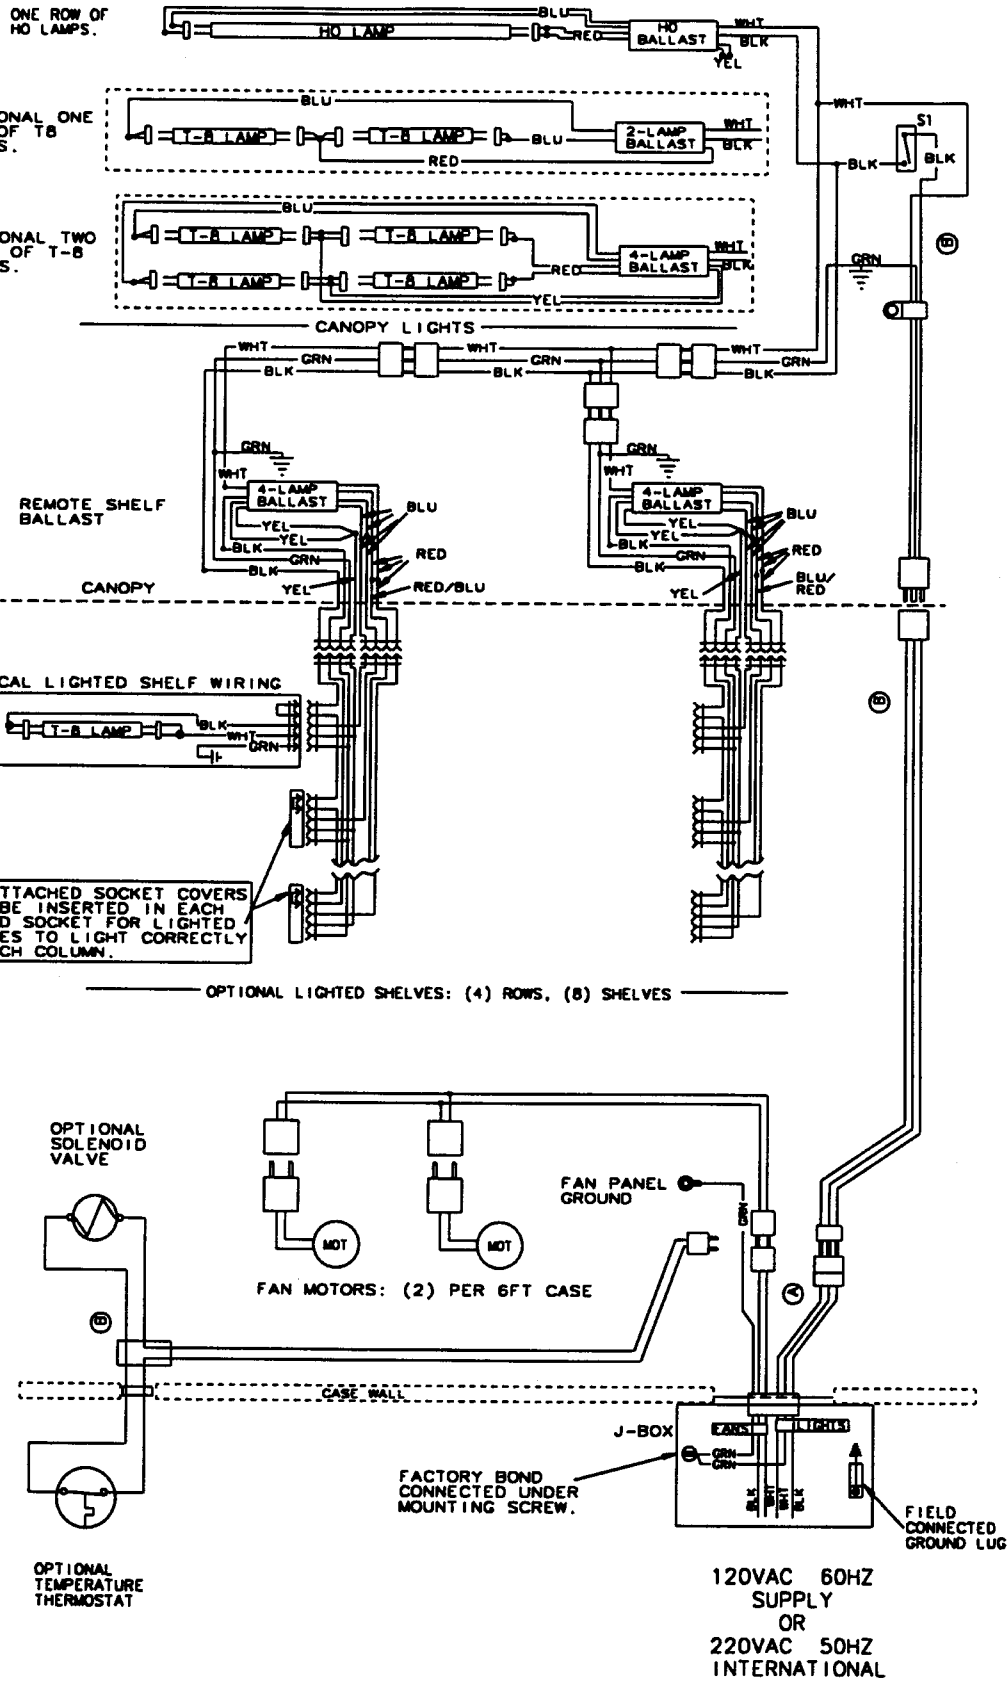 ONE ROW OF
HO LAMPS.
BLU
HO LAMP
RED
HO
BALLAST
WHT
BLK
YEL
ONAL ONE
OF T8
S.
BLU
T-8 LAMP
T-8 LAMP
BLU
RED
2-LAMP
BALLAST
WHT
BLK
WHT
S1
BLK
BLK
ONAL TWO
OF T-8
S.
BLU
T-8 LAMP
T-8 LAMP
T-8 LAMP
T-8 LAMP
RED
YEL
4-LAMP
BALLAST
WHT
BLK
B
GRN
CANOPY LIGHTS
WHT
GRN
BLK
WHT
GRN
BLK
WHT
GRN
BLK
GRN
WHT
GRN
WHT
REMOTE SHELF
BALLAST
4-LAMP
BALLAST
YEL
YEL
BLK
GRN
BLK
BLU
RED
YEL
RED/BLU
4-LAMP
BALLAST
YEL
YEL
BLK
GRN
BLK
BLU
RED
YEL
BLU/
RED
CANOPY
CAL LIGHTED SHELF WIRING
T-8 LAMP
BLK
WHT
GRN
B
TTACHED SOCKET COVERS
BE INSERTED IN EACH
D SOCKET FOR LIGHTED
ES TO LIGHT CORRECTLY
CH COLUMN.
OPTIONAL LIGHTED SHELVES: (4) ROWS, (8) SHELVES
OPTIONAL
SOLENOID
VALVE
FAN PANEL
GROUND
GRN
MOT
MOT
FAN MOTORS: (2) PER 6FT CASE
A
B
CASE WALL
J-BOX
FANS
LIGHTS
GRN
GRN
BLK
WHT
WHT
BLK
FACTORY BOND
CONNECTED UNDER
MOUNTING SCREW.
FIELD
CONNECTED
GROUND LUG
OPTIONAL
TEMPERATURE
THERMOSTAT
120VAC 60HZ
SUPPLY
OR
220VAC 50HZ
INTERNATIONAL